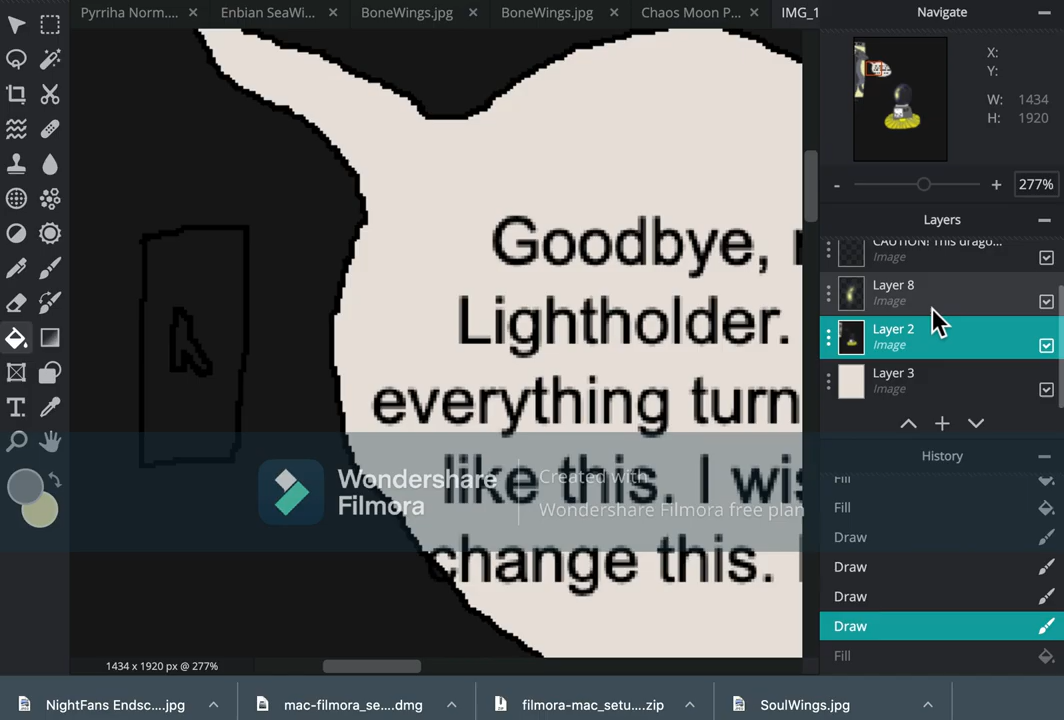 Pyrriha Norm.... ×
Enbian SeaWi... ×
BoneWings.jpg ×
BoneWings.jpg ×
Chaos Moon P... ×
IMG_1
Navigate
X:
Y:
W: 1434
H: 1920
- + 277%
Layers
CAUTION! This drago...
Image
Layer 8
Image
Layer 2
Image
Layer 3
Image
History
Fill
Fill
Draw
Draw
Draw
Draw
Fill
Goodbye,
Lightholder.
everything turn
like this. I wis
change this.
Wondershare
Filmora
Created with
Wondershare Filmora free plan
1434 x 1920 px @ 277%
NightFans Endsc....jpg
mac-filmora_se....dmg
filmora-mac_setu....zip
SoulWings.jpg